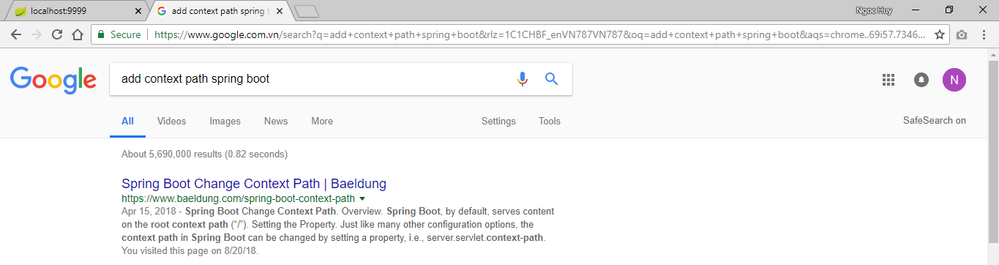 localhost:9999
add context path spring b
Ngoc Huy
Secure
https://www.google.com.vn/search?q=add+context+path+spring+boot&rlz=1C1CHBF_enVN787VN787&oq=add+context+path+spring+boot&aqs=chrome..69i57.7346...
Google
add context path spring boot
N
All
Videos
Images
News
More
Settings
Tools
SafeSearch on
About 5,690,000 results (0.82 seconds)
Spring Boot Change Context Path | Baeldung
https://www.baeldung.com/spring-boot-context-path
Apr 15, 2018 - Spring Boot Change Context Path. Overview. Spring Boot, by default, serves content
on the root context path (“/”). Setting the Property. Just like many other configuration options, the
context path in Spring Boot can be changed by setting a property, i.e., server.servlet.context-path.
You visited this page on 8/20/18.